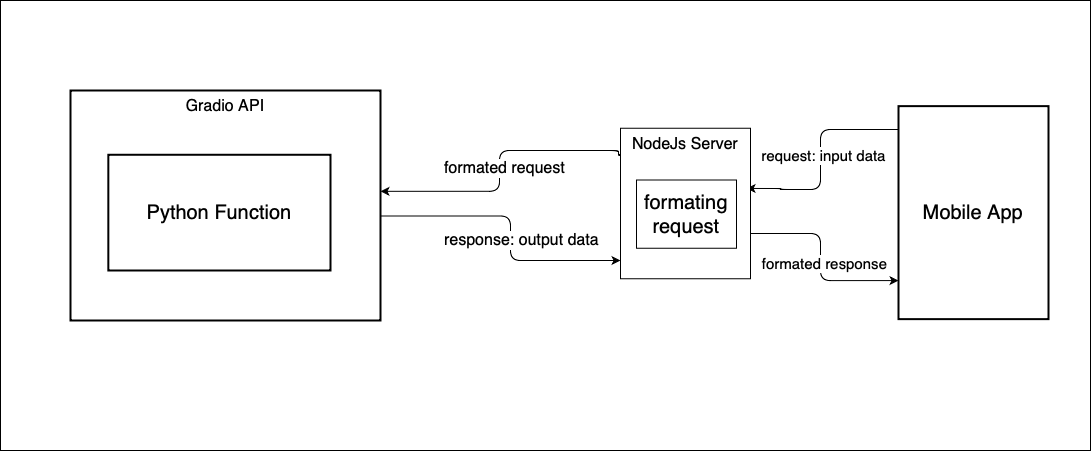 Gradio API
Python Function
formated request
response: output data
NodeJs Server
formating
request
request: input data
formated response
Mobile App